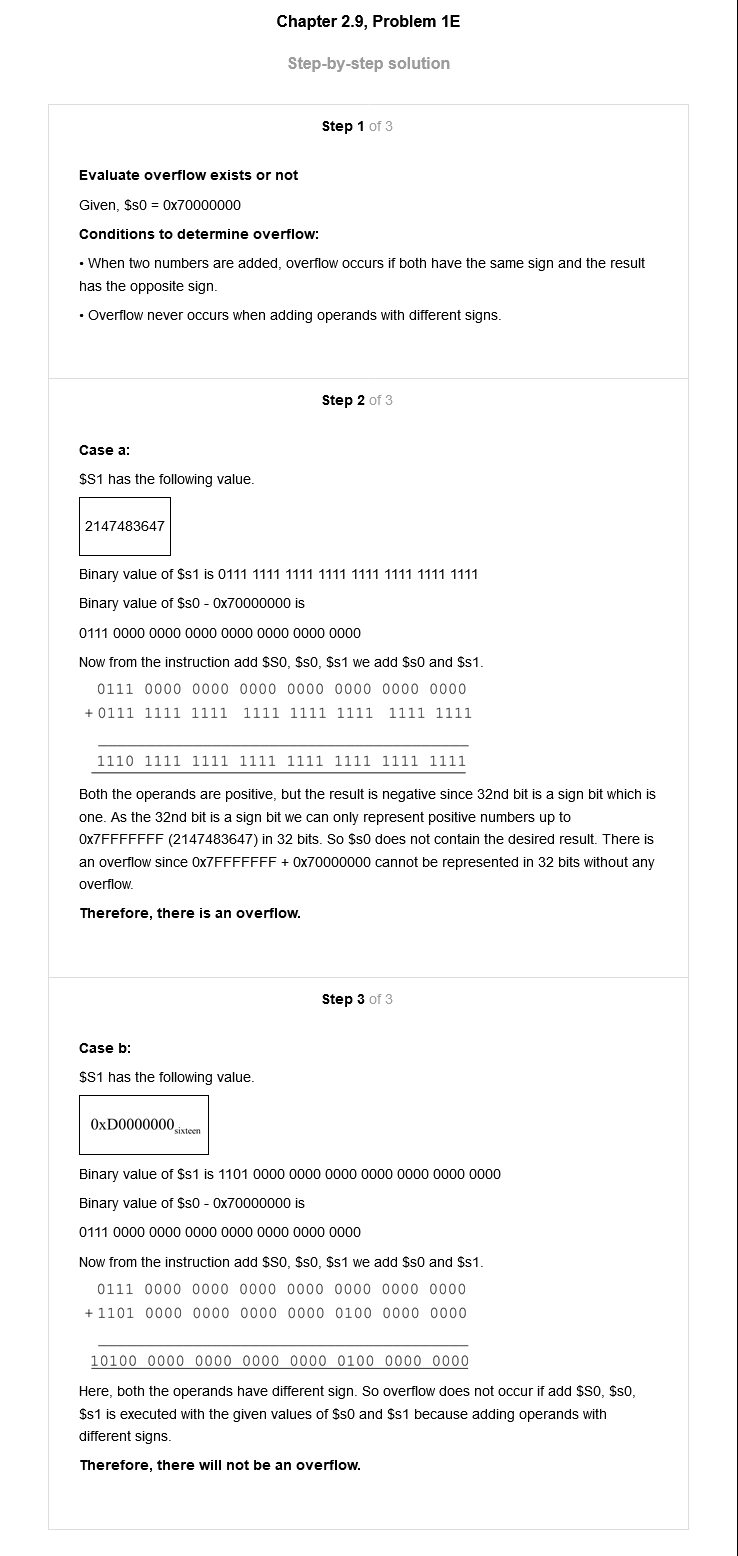 Chapter 2.9, Problem 1E
Step-by-step solution
Step 1 of 3
Evaluate overflow exists or not
Given, $s0 = 0x70000000
Conditions to determine overflow:
• When two numbers are added, overflow occurs if both have the same sign and the result
has the opposite sign.
• Overflow never occurs when adding operands with different signs.
Step 2 of 3
Case a:
$S1 has the following value.
2147483647
Binary value of $s1 is 0111 1111 1111 1111 1111 1111 1111 1111
Binary value of $s0 - 0x70000000 is
0111 0000 0000 0000 0000 0000 0000 0000
Now from the instruction add $S0, $s0, $s1 we add $s0 and $s1.
0111 0000 0000 0000 0000 0000 0000 0000
+ 0111 1111 1111 1111 1111 1111 1111 1111
1110 1111 1111 1111 1111 1111 1111 1111
Both the operands are positive, but the result is negative since 32nd bit is a sign bit which is
one. As the 32nd bit is a sign bit we can only represent positive numbers up to
0x7FFFFFFF (2147483647) in 32 bits. So $s0 does not contain the desired result. There is
an overflow since 0x7FFFFFFF + 0x70000000 cannot be represented in 32 bits without any
overflow.
Therefore, there is an overflow.
Step 3 of 3
Case b:
$S1 has the following value.
0xD0000000 sixteen
Binary value of $s1 is 1101 0000 0000 0000 0000 0000 0000 0000
Binary value of $s0 - 0x70000000 is
0111 0000 0000 0000 0000 0000 0000 0000
Now from the instruction add $S0, $s0, $s1 we add $s0 and $s1.
0111 0000 0000 0000 0000 0000 0000 0000
+ 1101 0000 0000 0000 0000 0100 0000 0000
10100 0000 0000 0000 0000 0100 0000 0000
Here, both the operands have different sign. So overflow does not occur if add $S0, $s0,
$s1 is executed with the given values of $s0 and $s1 because adding operands with
different signs.
Therefore, there will not be an overflow.